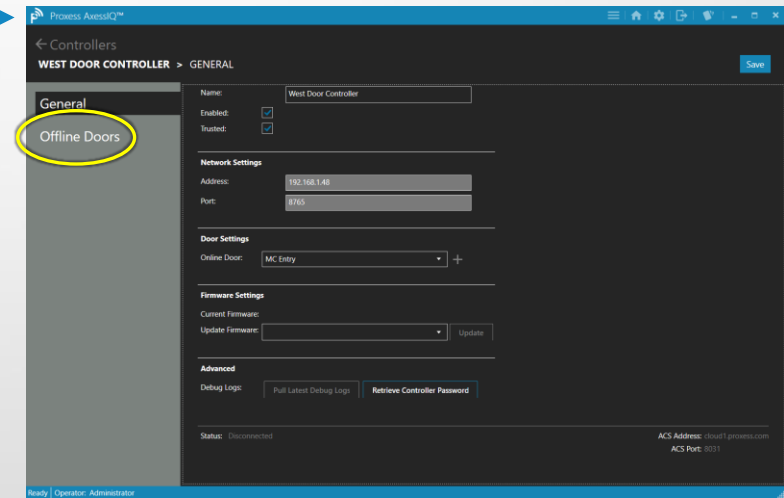 Proxess AxessIQ™
Controllers
WEST DOOR CONTROLLER > GENERAL
Save
General
Offline Doors
Name: West Door Controller
Enabled:
Trusted:
Network Settings
Address: 192.168.1.48
Port: 8765
Door Settings
Online Door: MC Entry
Firmware Settings
Current Firmware:
Update Firmware: Update
Advanced
Debug Logs: Pull Latest Debug Logs Retrieve Controller Password
Status: Disconnected
ACS Address: cloud1.proxess.com
ACS Port: 8031
Ready Operator: Administrator